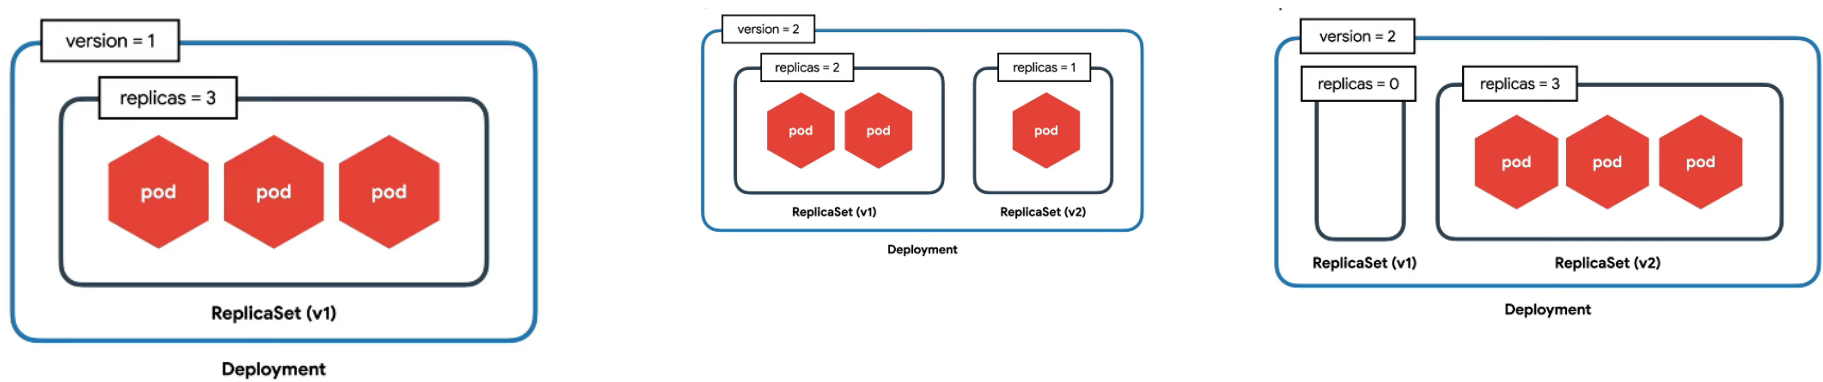 version = 1
replicas = 3
pod pod pod
ReplicaSet (v1)
Deployment
version = 2
replicas = 2 replicas = 1
pod pod pod
ReplicaSet (v1) ReplicaSet (v2)
Deployment
version = 2
replicas = 0 replicas = 3
pod pod pod
ReplicaSet (v1) ReplicaSet (v2)
Deployment